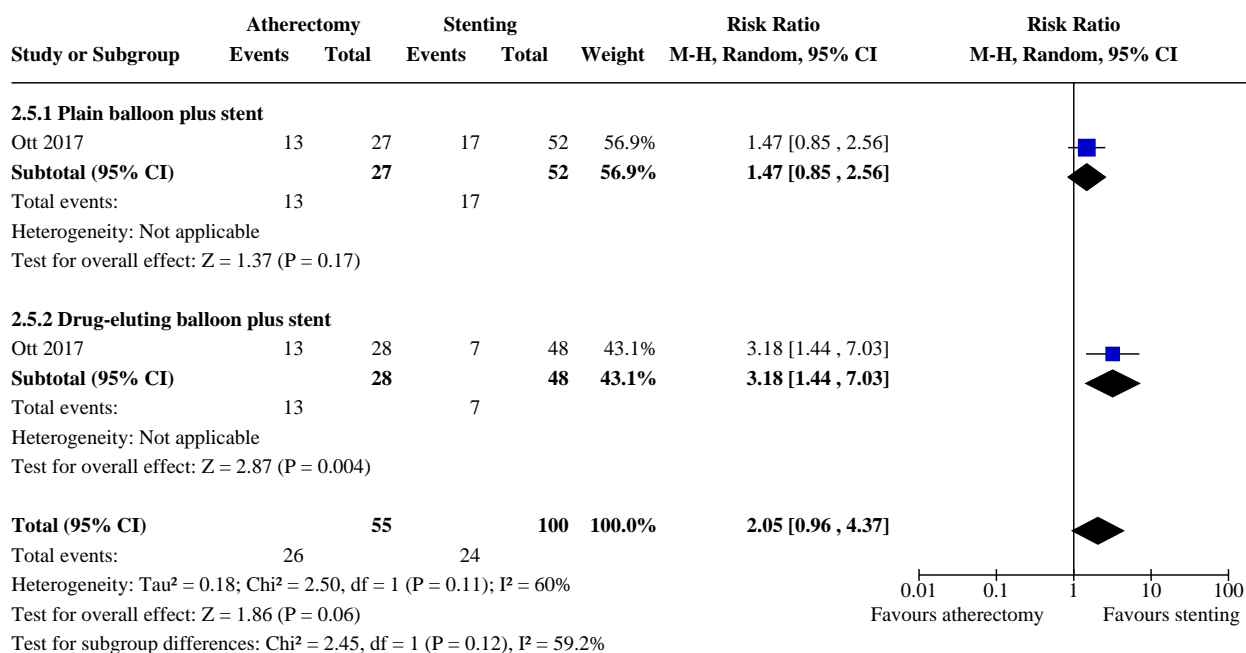 Atherectomy Stenting Risk Ratio Risk Ratio
Study or Subgroup Events Total Events Total Weight M-H, Random, 95% CI M-H, Random, 95% CI
2.5.1 Plain balloon plus stent
Ott 2017 13 27 17 52 56.9% 1.47 [0.85 , 2.56]
Subtotal (95% CI) 27 52 56.9% 1.47 [0.85 , 2.56]
Total events: 13 17
Heterogeneity: Not applicable
Test for overall effect: Z = 1.37 (P = 0.17)
2.5.2 Drug-eluting balloon plus stent
Ott 2017 13 28 7 48 43.1% 3.18 [1.44 , 7.03]
Subtotal (95% CI) 28 48 43.1% 3.18 [1.44 , 7.03]
Total events: 13 7
Heterogeneity: Not applicable
Test for overall effect: Z = 2.87 (P = 0.004)
Total (95% CI) 55 100 100.0% 2.05 [0.96 , 4.37]
Total events: 26 24
Heterogeneity: Tau² = 0.18; Chi² = 2.50, df = 1 (P = 0.11); I² = 60%
0.01 0.1 1 10 100
Test for overall effect: Z = 1.86 (P = 0.06) Favours atherectomy Favours stenting
Test for subgroup differences: Chi² = 2.45, df = 1 (P = 0.12), I² = 59.2%